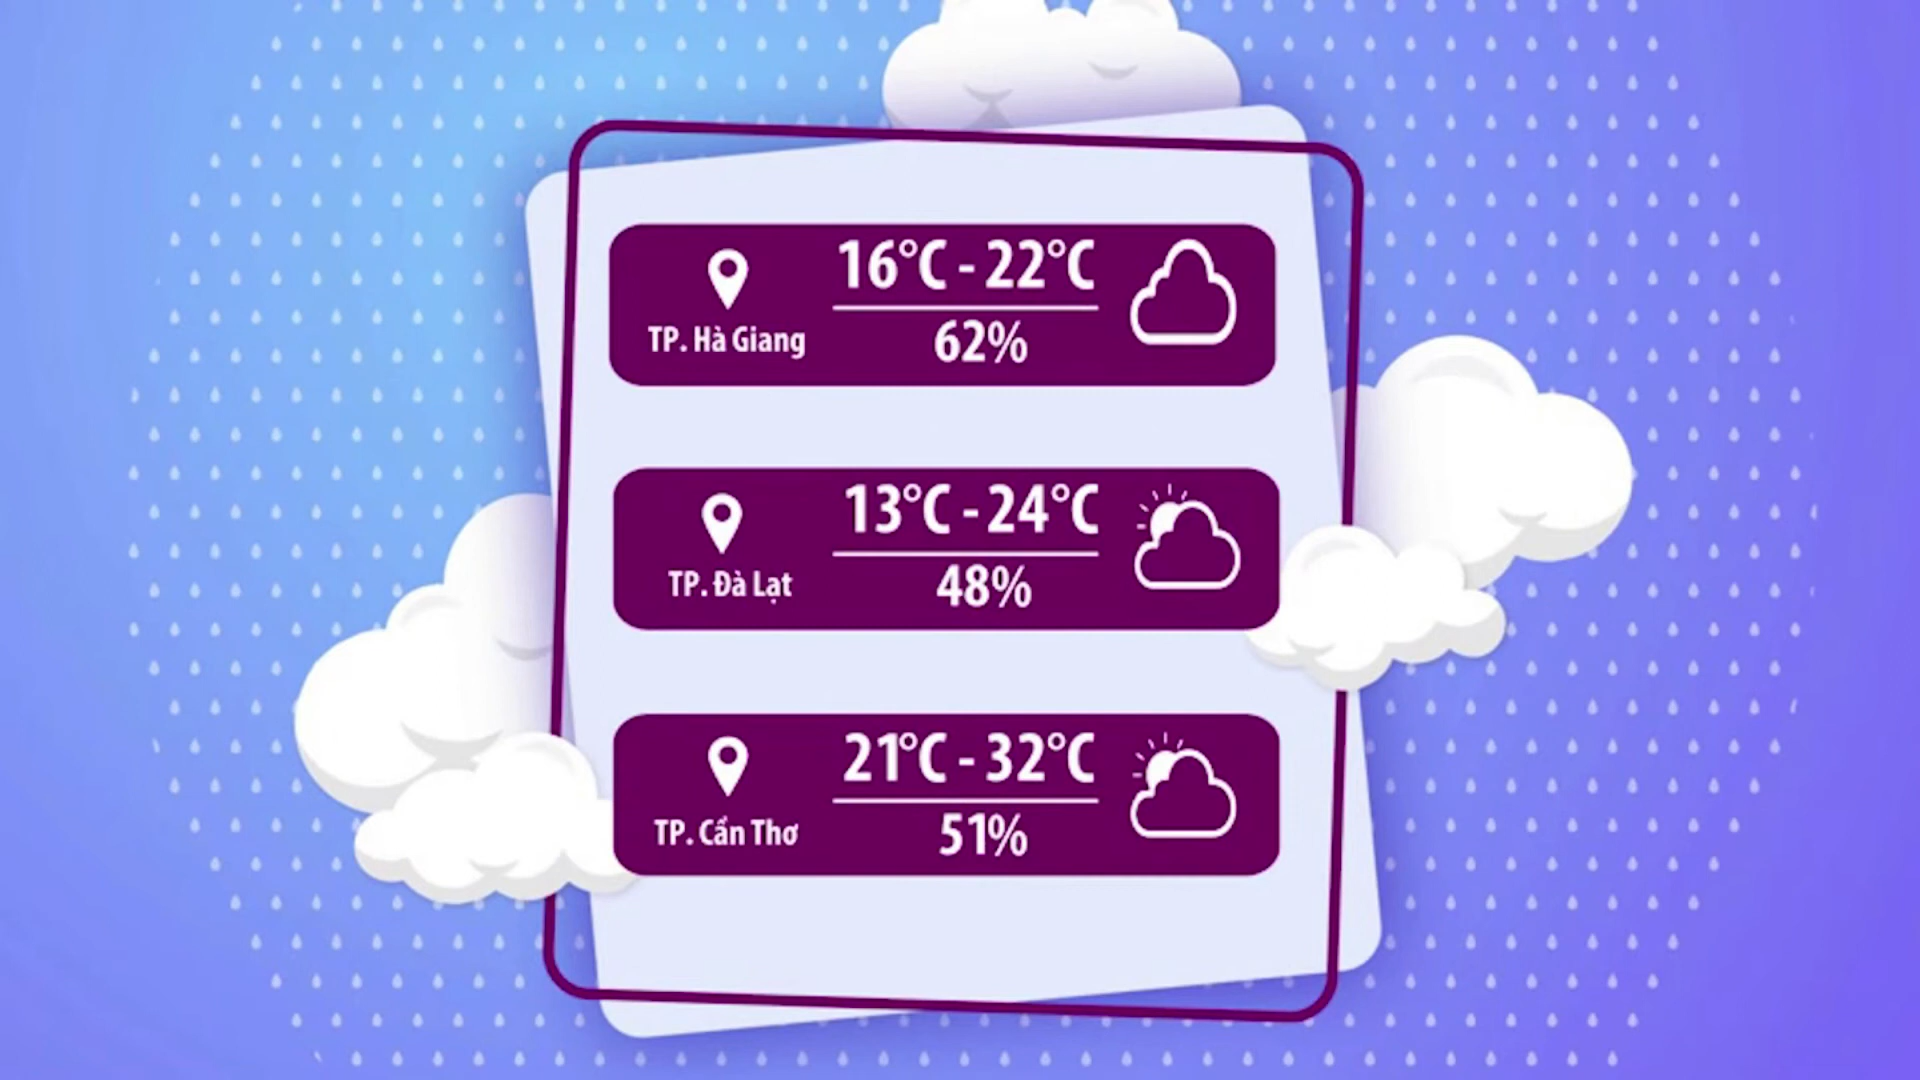 16°C - 22°C
TP. Hà Giang
62%
13°C - 24°C
TP. Đà Lạt
48%
21°C - 32°C
TP. Cần Thơ
51%